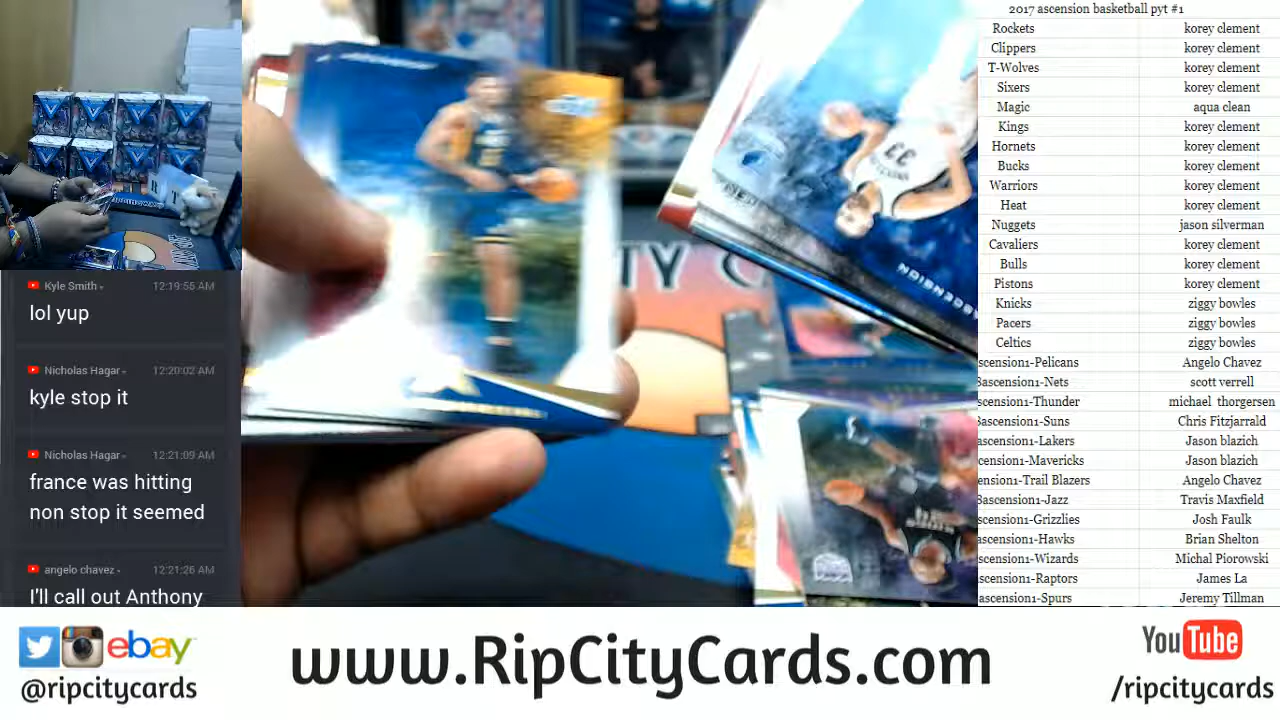 2017 ascension basketball pyt #1
Rockets korey clement
Clippers korey clement
T-Wolves korey clement
Sixers korey clement
Magic aqua clean
Kings korey clement
Hornets korey clement
Bucks korey clement
Warriors korey clement
Heat korey clement
Nuggets jason silverman
Cavaliers korey clement
Bulls korey clement
Pistons korey clement
Knicks ziggy bowles
Pacers ziggy bowles
Celtics ziggy bowles
scension1-Pelicans Angelo Chavez
3ascension1-Nets scott verrell
ascension1-Thunder michael thorgersen
3ascension1-Suns Chris Fitzjarrald
ascension1-Lakers Jason blazich
cension1-Mavericks Jason blazich
ension1-Trail Blazers Angelo Chavez
3ascension1-Jazz Travis Maxfield
scension1-Grizzlies Josh Faulk
ascension1-Hawks Brian Shelton
scension1-Wizards Michal Piorowski
ascension1-Raptors James La
ascension1-Spurs Jeremy Tillman
Kyle Smith 12:19:55 AM
lol yup
Nicholas Hagar 12:20:02 AM
kyle stop it
Nicholas Hagar 12:21:09 AM
france was hitting
non stop it seemed
angelo chavez 12:21:26 AM
I'll call out Anthony
ASCENSION
33
ebay
@ripcitycards
www.RipCityCards.com
YouTube
/ripcitycards